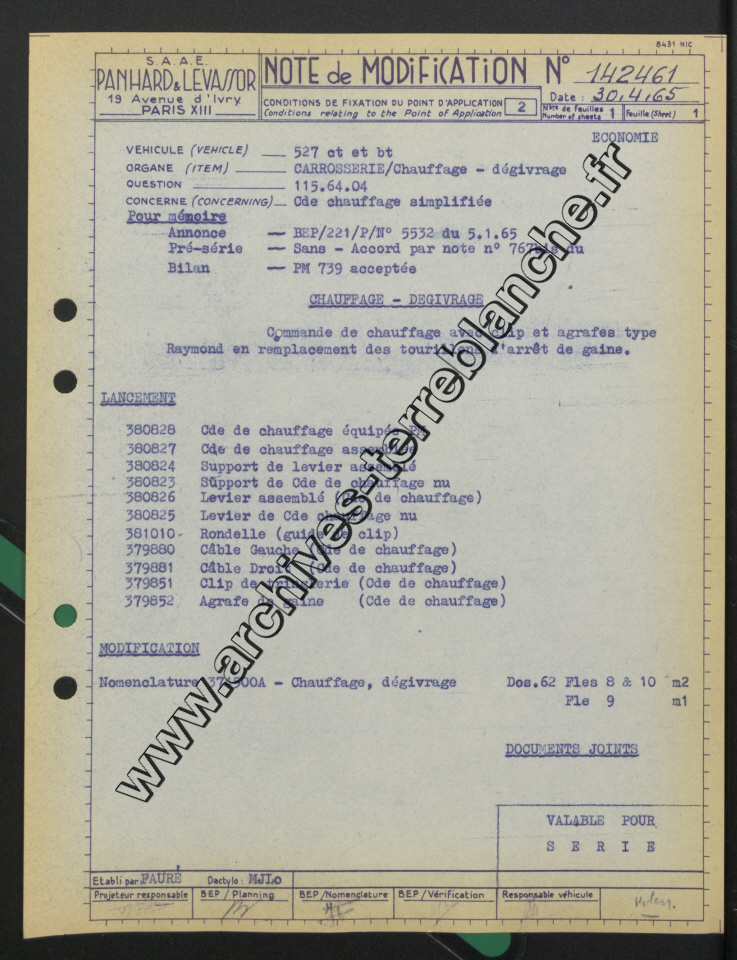 8431 NIC
S.A.A.E.
PANHARD & LEVASSOR
19 Avenue d'Ivry
PARIS XIII
NOTE de MODIFICATION N° 142461
Date : 30.4.65
CONDITIONS DE FIXATION DU POINT D'APPLICATION 2
Conditions relating to the Point of Application
Nbre de feuilles 1
Number of sheets
Feuille (Sheet) 1
ECONOMIE
VEHICULE (VEHICLE) 527 ct et bt
ORGANE (ITEM) CARROSSERIE/Chauffage - dégivrage
QUESTION 115.64.04
CONCERNE (CONCERNING) Cde chauffage simplifiée
Pour mémoire
Annonce — BEP/221/P/N° 5532 du 5.1.65
Pré-série — Sans - Accord par note n° 767bis du
Bilan — PM 739 acceptée
CHAUFFAGE - DEGIVRAGE
Commande de chauffage avec clip et agrafes type
Raymond en remplacement des tourillons d'arrêt de gaine.
LANCEMENT
380828 Cde de chauffage équipée PM
380827 Cde de chauffage assemblée
380824 Support de levier assemblé
380823 Support de Cde de chauffage nu
380826 Levier assemblé (Cde de chauffage)
380825 Levier de Cde chauffage nu
381010- Rondelle (guide de clip)
379880 Câble Gauche (Cde de chauffage)
379881 Câble Droit (Cde de chauffage)
379851 Clip de tringlerie (Cde de chauffage)
379852 Agrafe de gaine (Cde de chauffage)
MODIFICATION
Nomenclature - Chauffage, dégivrage Dos.62 Fles 8 & 10 m2
Fle 9 m1
DOCUMENTS JOINTS
VALABLE POUR
S E R I E
Etabli par FAURÉ Dactylo : MJLo
Projeteur responsable BEP / Planning BEP / Nomenclature BEP / Vérification Responsable véhicule
www.archives-terreblanche.fr